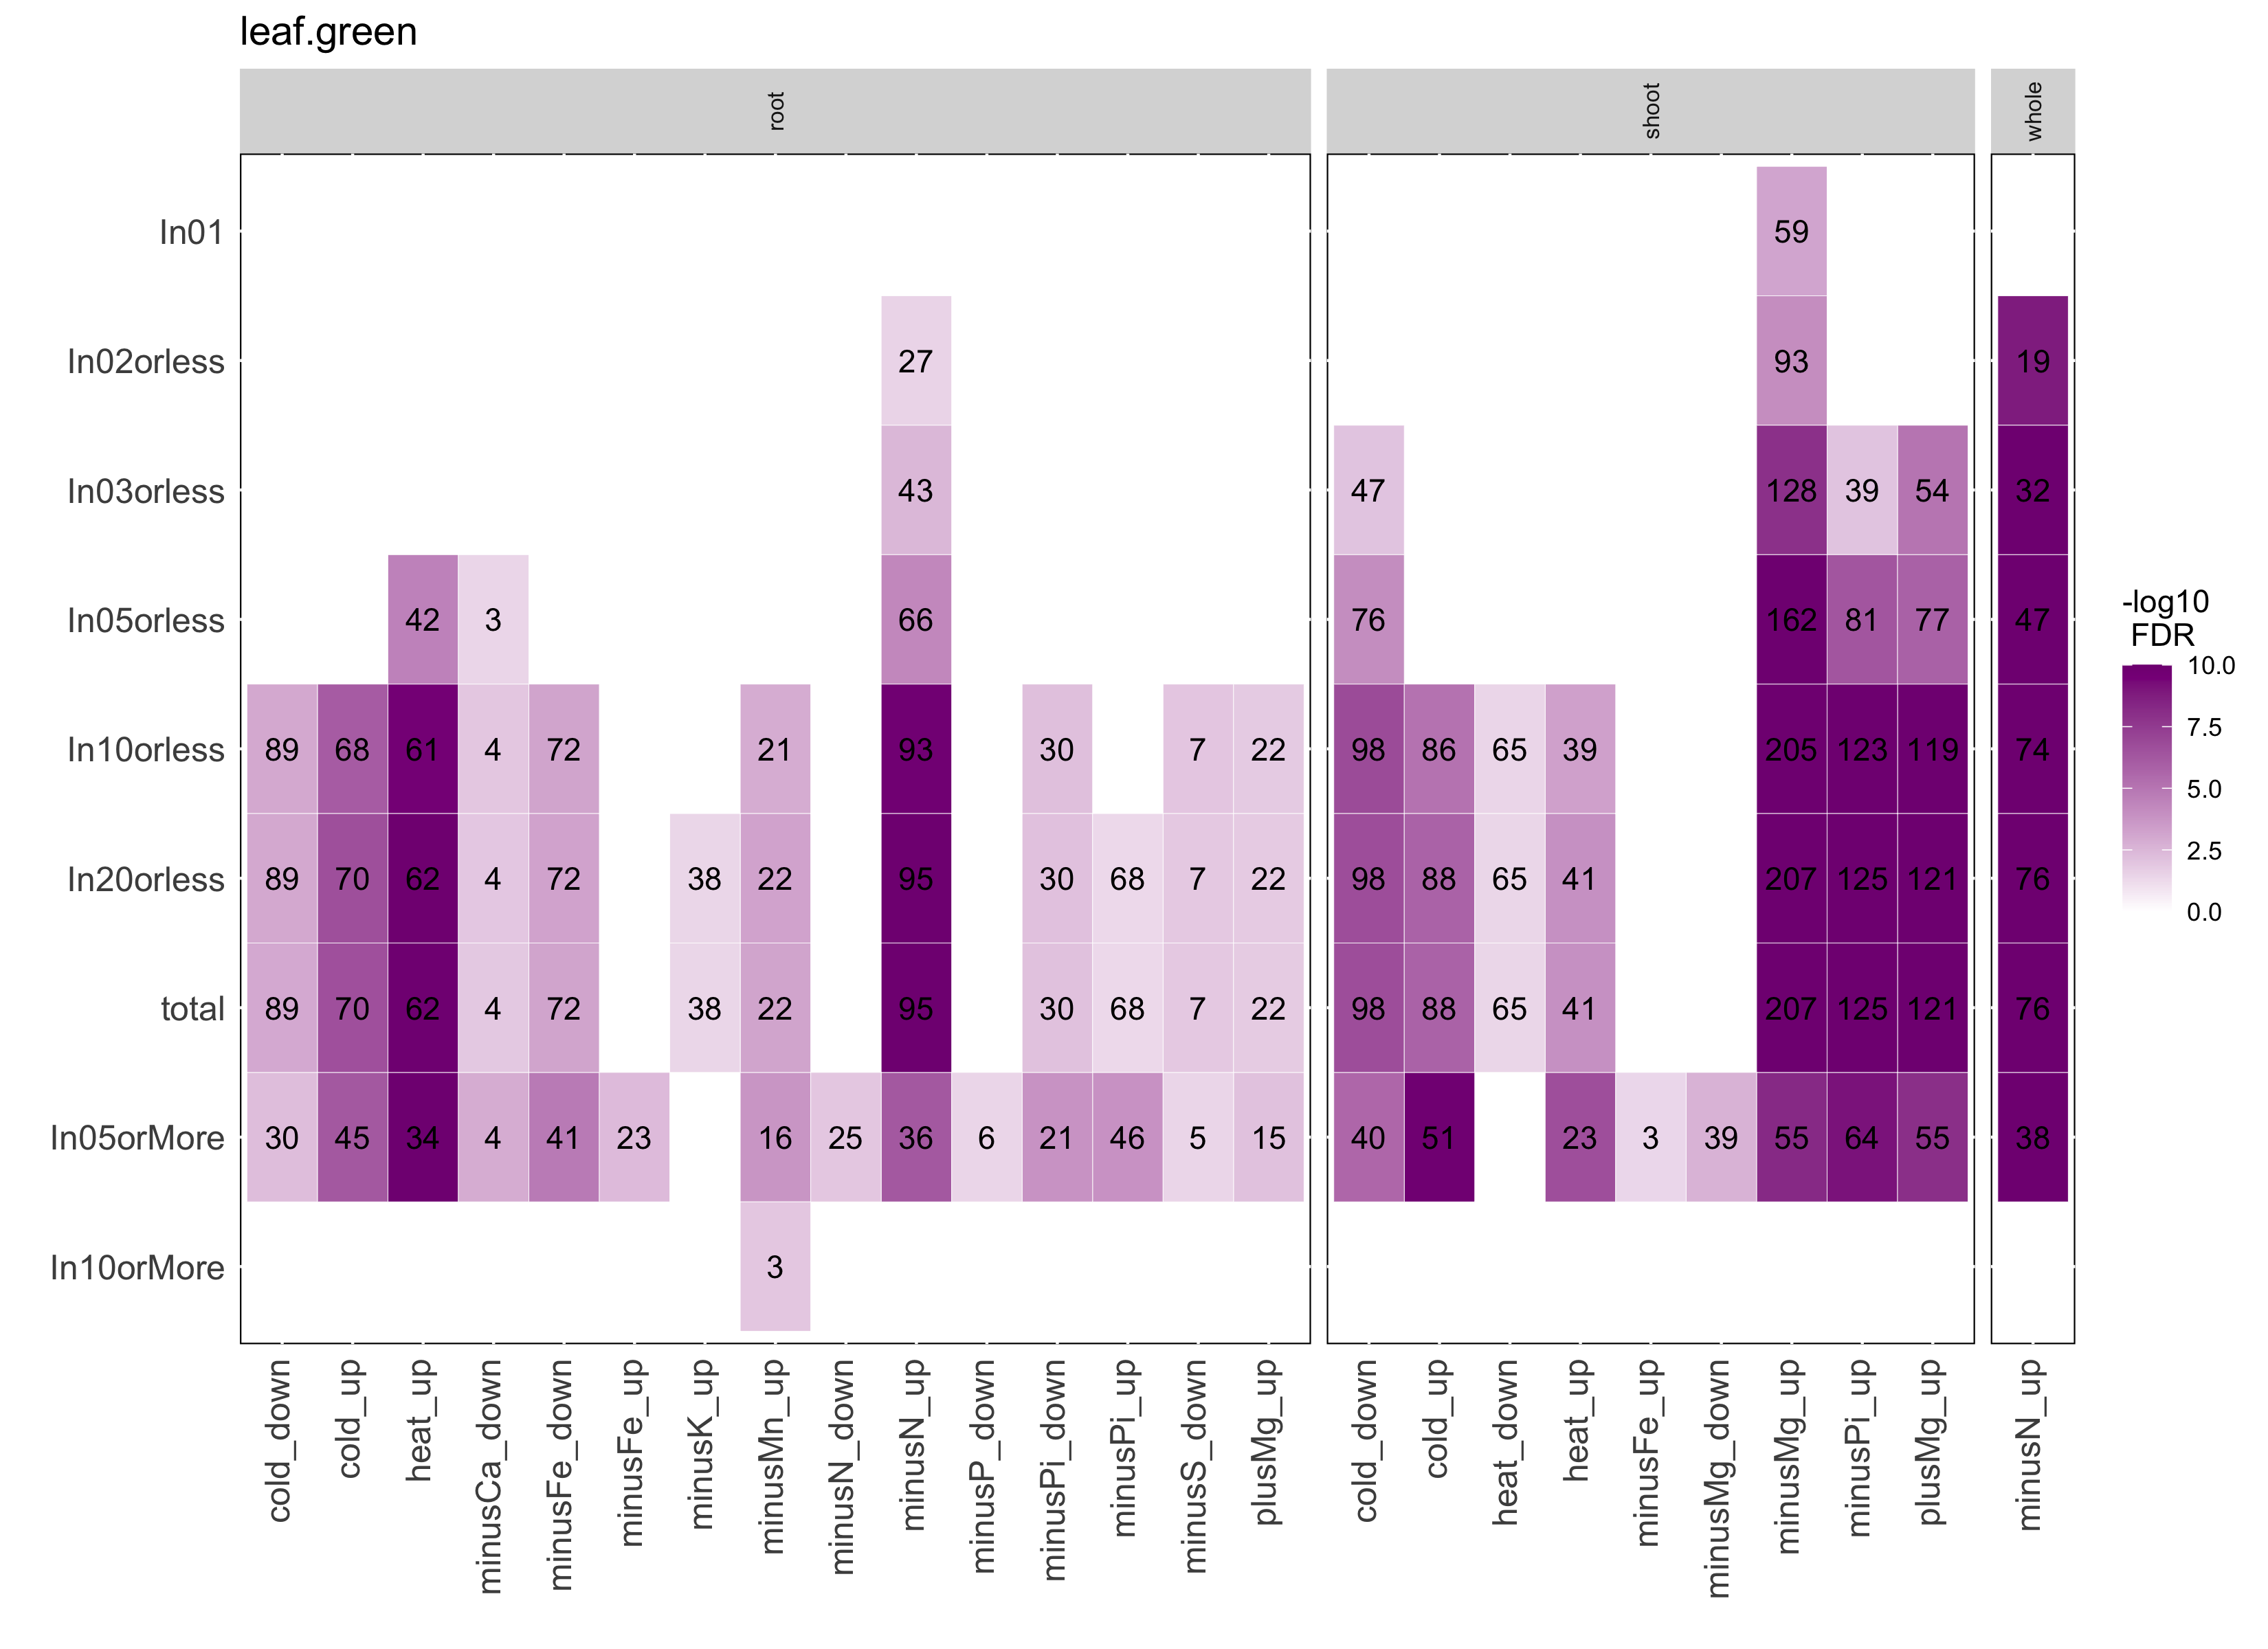 leaf.green
root shoot whole
In01 59
In02orless 27 93 19
In03orless 43 47 128 39 54 32
In05orless 42 3 66 76 162 81 77 47
In10orless 89 68 61 4 72 21 93 30 7 22 98 86 65 39 205 123 119 74
In20orless 89 70 62 4 72 38 22 95 30 68 7 22 98 88 65 41 207 125 121 76
total 89 70 62 4 72 38 22 95 30 68 7 22 98 88 65 41 207 125 121 76
In05orMore 30 45 34 4 41 23 16 25 36 6 21 46 5 15 40 51 23 3 39 55 64 55 38
In10orMore 3
cold_down
cold_up
heat_up
minusCa_down
minusFe_down
minusFe_up
minusK_up
minusMn_up
minusN_down
minusN_up
minusP_down
minusPi_down
minusPi_up
minusS_down
plusMg_up
cold_down
cold_up
heat_down
heat_up
minusFe_up
minusMg_down
minusMg_up
minusPi_up
plusMg_up
minusN_up
-log10
FDR
10.0
7.5
5.0
2.5
0.0